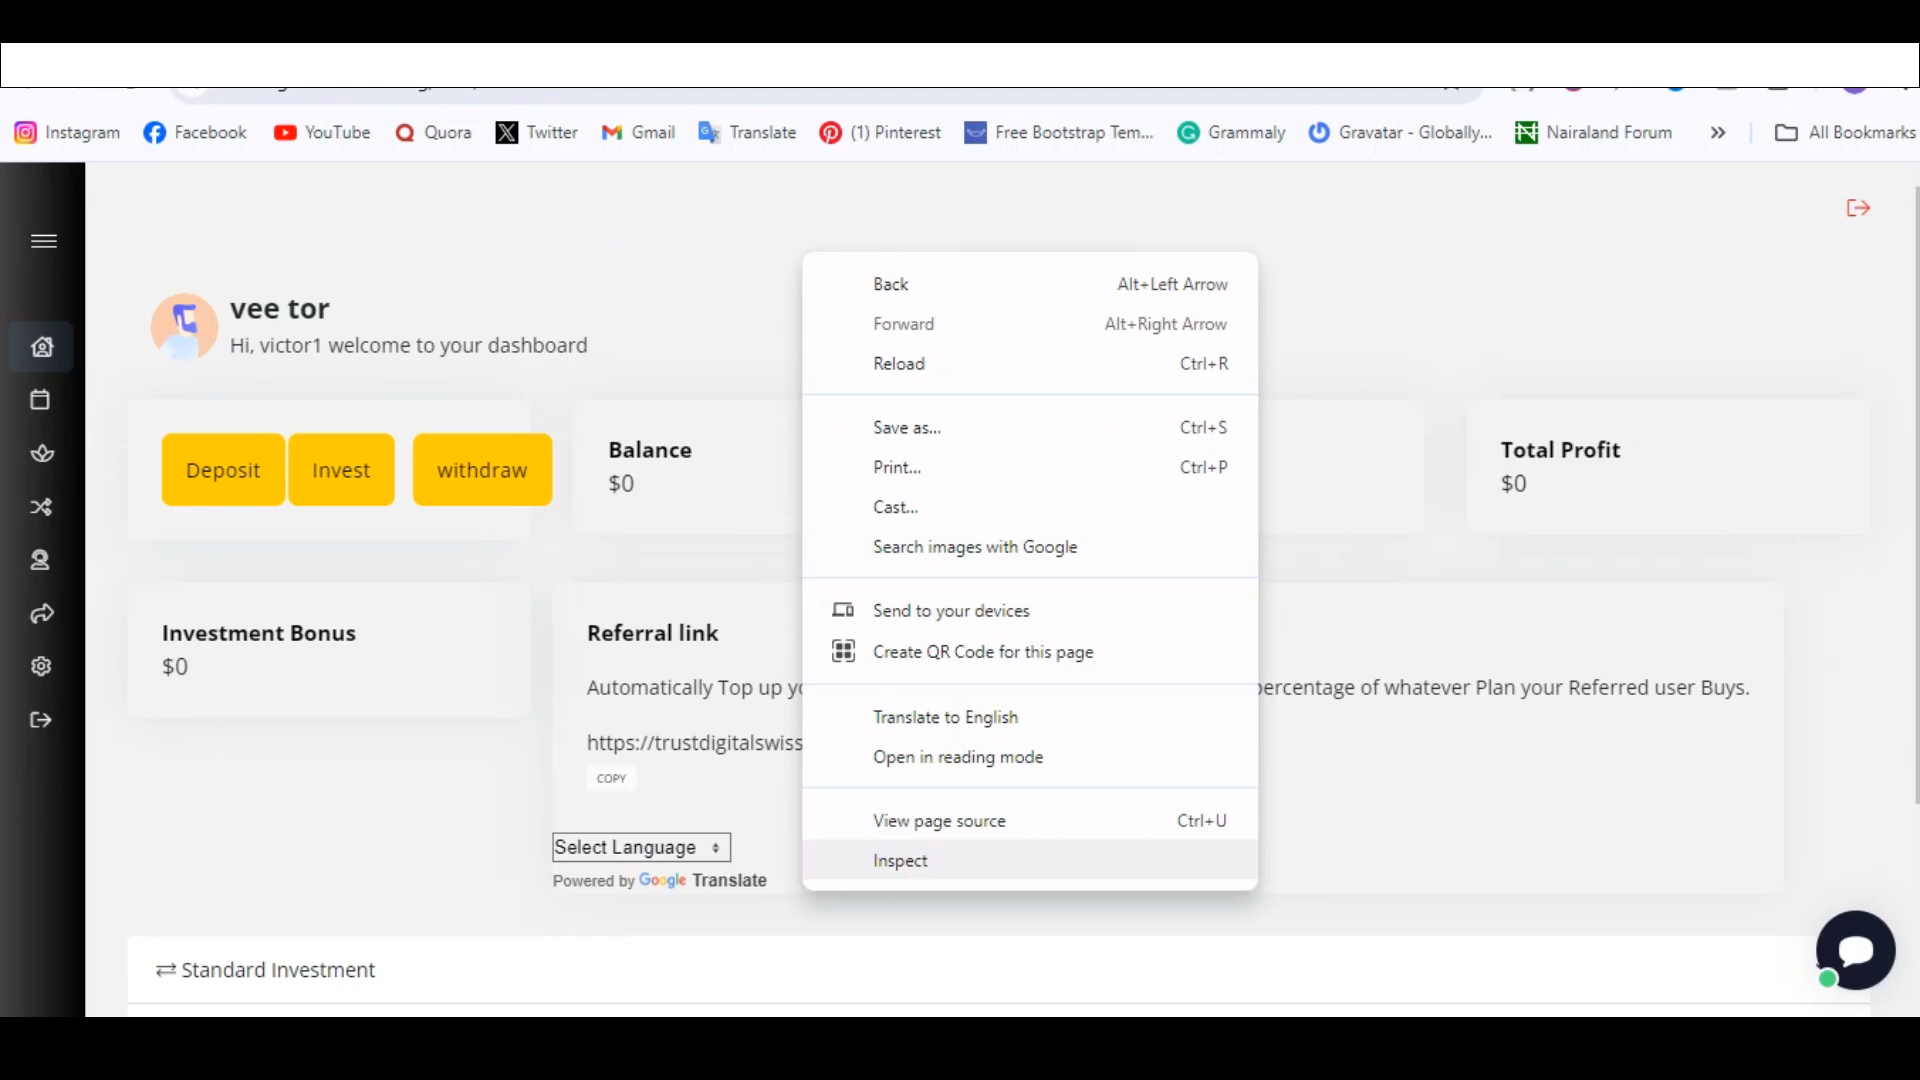 Instagram Facebook YouTube Quora Twitter Gmail Translate (1) Pinterest Free Bootstrap Tem... Grammaly Gravatar - Globally,... Nairaland Forum » All Bookmarks
vee tor
Hi, victor1 welcome to your dashboard
Deposit Invest withdraw
Balance
$0
Total Profit
$0
Investment Bonus
$0
Referral link
Automatically Top up percentage of whatever Plan your Referred user Buys.
https://trustdigitalswiss
COPY
Select Language
Powered by Google Translate
Standard Investment
Back Alt+Left Arrow
Forward Alt+Right Arrow
Reload Ctrl+R
Save as... Ctrl+S
Print... Ctrl+P
Cast...
Search images with Google
Send to your devices
Create QR Code for this page
Translate to English
Open in reading mode
View page source Ctrl+U
Inspect